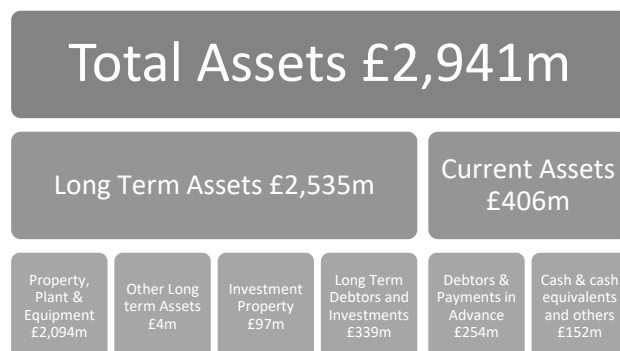 Total Assets £2,941m
Long Term Assets £2,535m
Current Assets
£406m
Property,
Plant &
Equipment
£2,094m
Other Long
term Assets
£4m
Investment
Property
£97m
Long Term
Debtors and
Investments
£339m
Debtors &
Payments in
Advance
£254m
Cash & cash
equivalents
and others
£152m